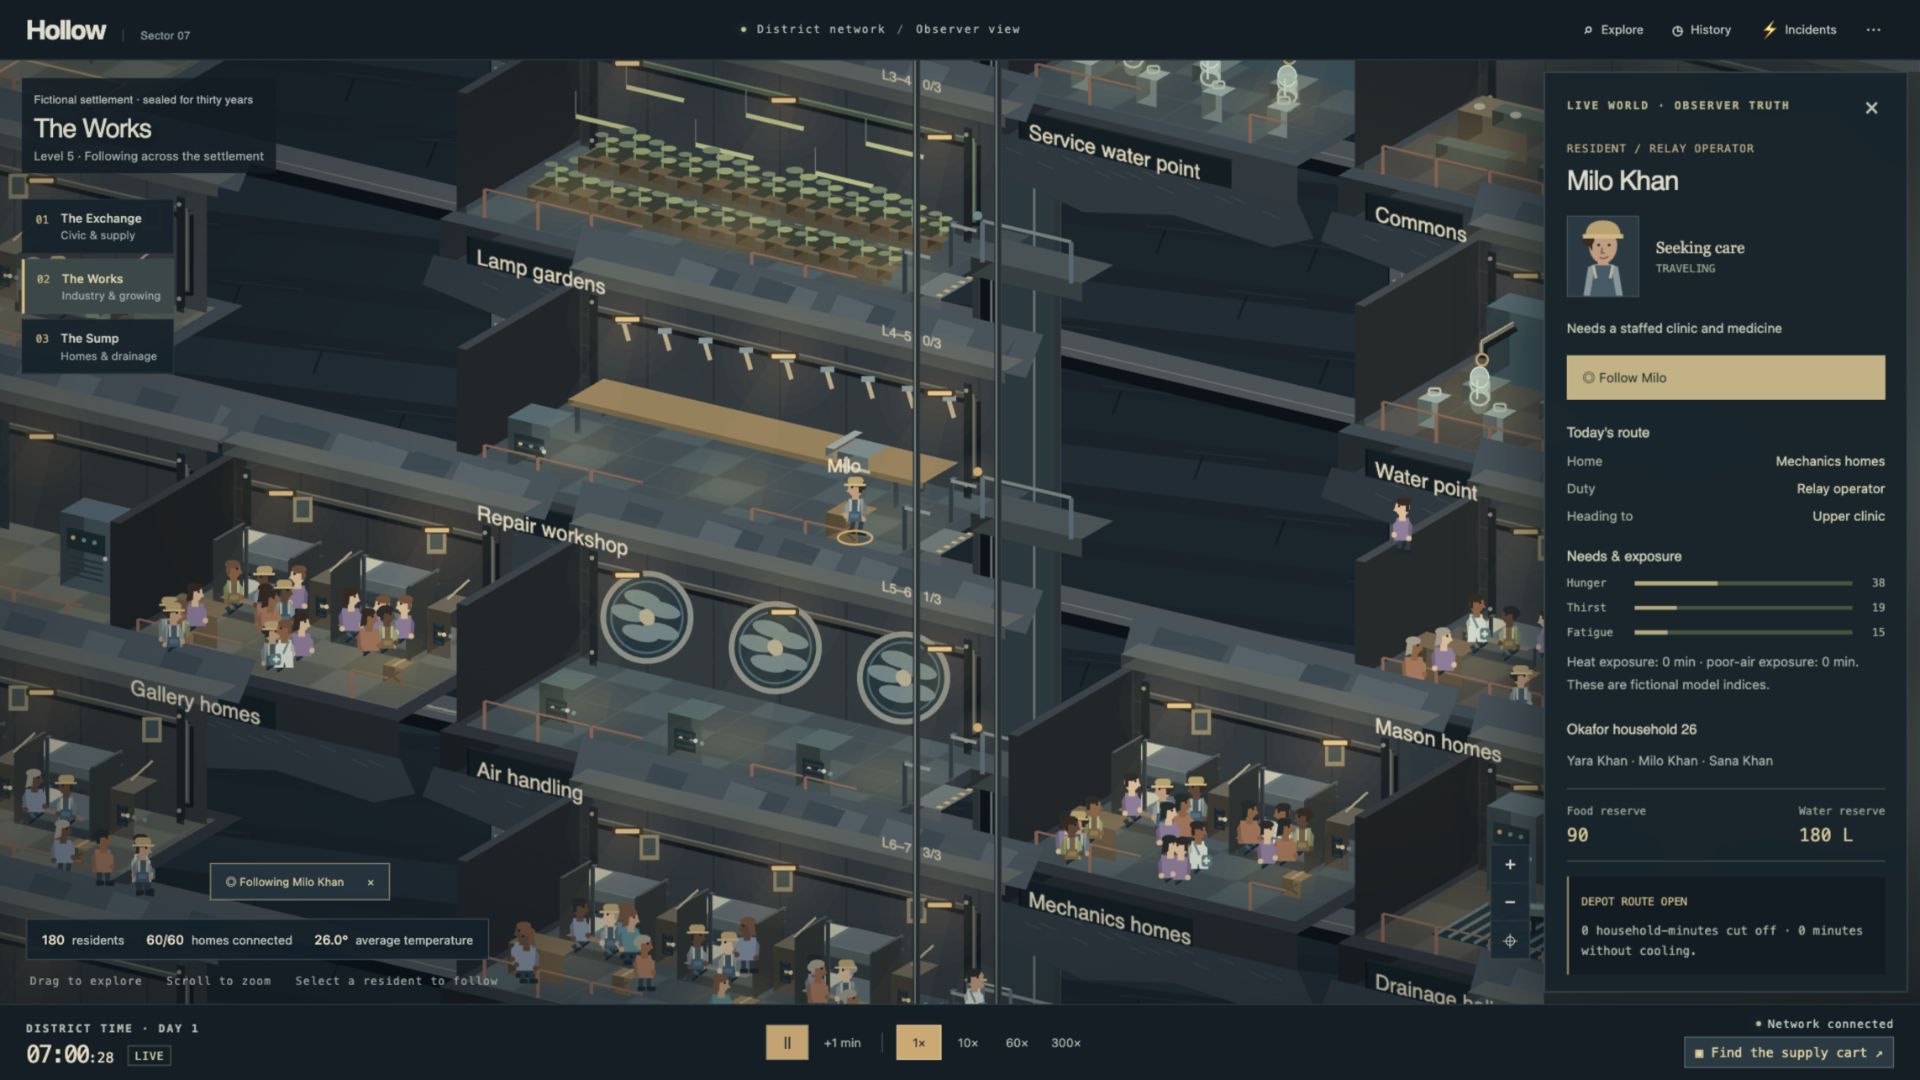 Hollow
Sector 07
District network / Observer view
Explore
History
Incidents
Fictional settlement · sealed for thirty years
The Works
Level 5 · Following across the settlement
01 The Exchange
Civic & supply
02 The Works
Industry & growing
03 The Sump
Homes & drainage
L3–4 0/3
Service water point
Commons
Lamp gardens
L4–5 0/3
Milo
Water point
Repair workshop
L5–6 1/3
Gallery homes
Mason homes
Air handling
L6–7 3/3
Mechanics homes
Drainage
LIVE WORLD · OBSERVER TRUTH
×
RESIDENT / RELAY OPERATOR
Milo Khan
Seeking care
TRAVELING
Needs a staffed clinic and medicine
◎ Follow Milo
Today's route
Home Mechanics homes
Duty Relay operator
Heading to Upper clinic
Needs & exposure
Hunger 38
Thirst 19
Fatigue 15
Heat exposure: 0 min · poor-air exposure: 0 min.
These are fictional model indices.
Okafor household 26
Yara Khan · Milo Khan · Sana Khan
Food reserve Water reserve
90 180 L
DEPOT ROUTE OPEN
0 household-minutes cut off · 0 minutes
without cooling.
+
−
◎ Following Milo Khan ×
180 residents 60/60 homes connected 26.0° average temperature
Drag to explore Scroll to zoom Select a resident to follow
DISTRICT TIME · DAY 1
07:00:28 LIVE
+1 min
1× 10× 60× 300×
Network connected
Find the supply cart ↗